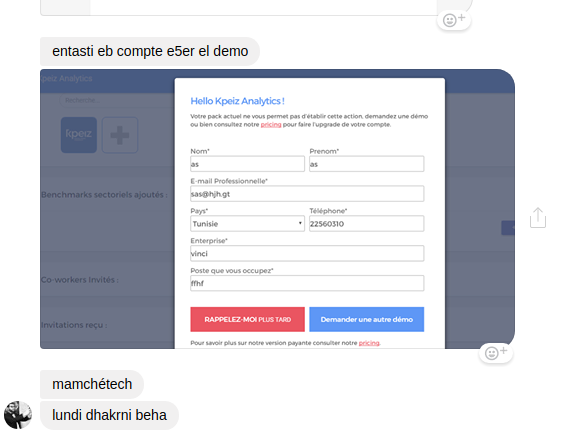 entasti eb compte e5er el demo
peiz Analytics
Recherche
kpeiz
Hello Kpeiz Analytics !
Votre pack actuel ne vous permet pas d'établir cette action, demandez une démo
ou bien consultez notre pricing pour faire l'upgrade de votre compte.
Nom* Prenom*
as as
E-mail Professionnelle*
sas@hjh.gt
Pays* Téléphone*
Tunisie 22560310
Enterprise*
vinci
Poste que vous occupez*
ffhf
Benchmarks sectoriels ajoutés :
Co-workers Invités :
Invitations reçu :
RAPPELEZ-MOI PLUS TARD Demander une autre démo
Pour savoir plus sur notre version payante consulter notre pricing.
mamchétech
lundi dhakrni beha